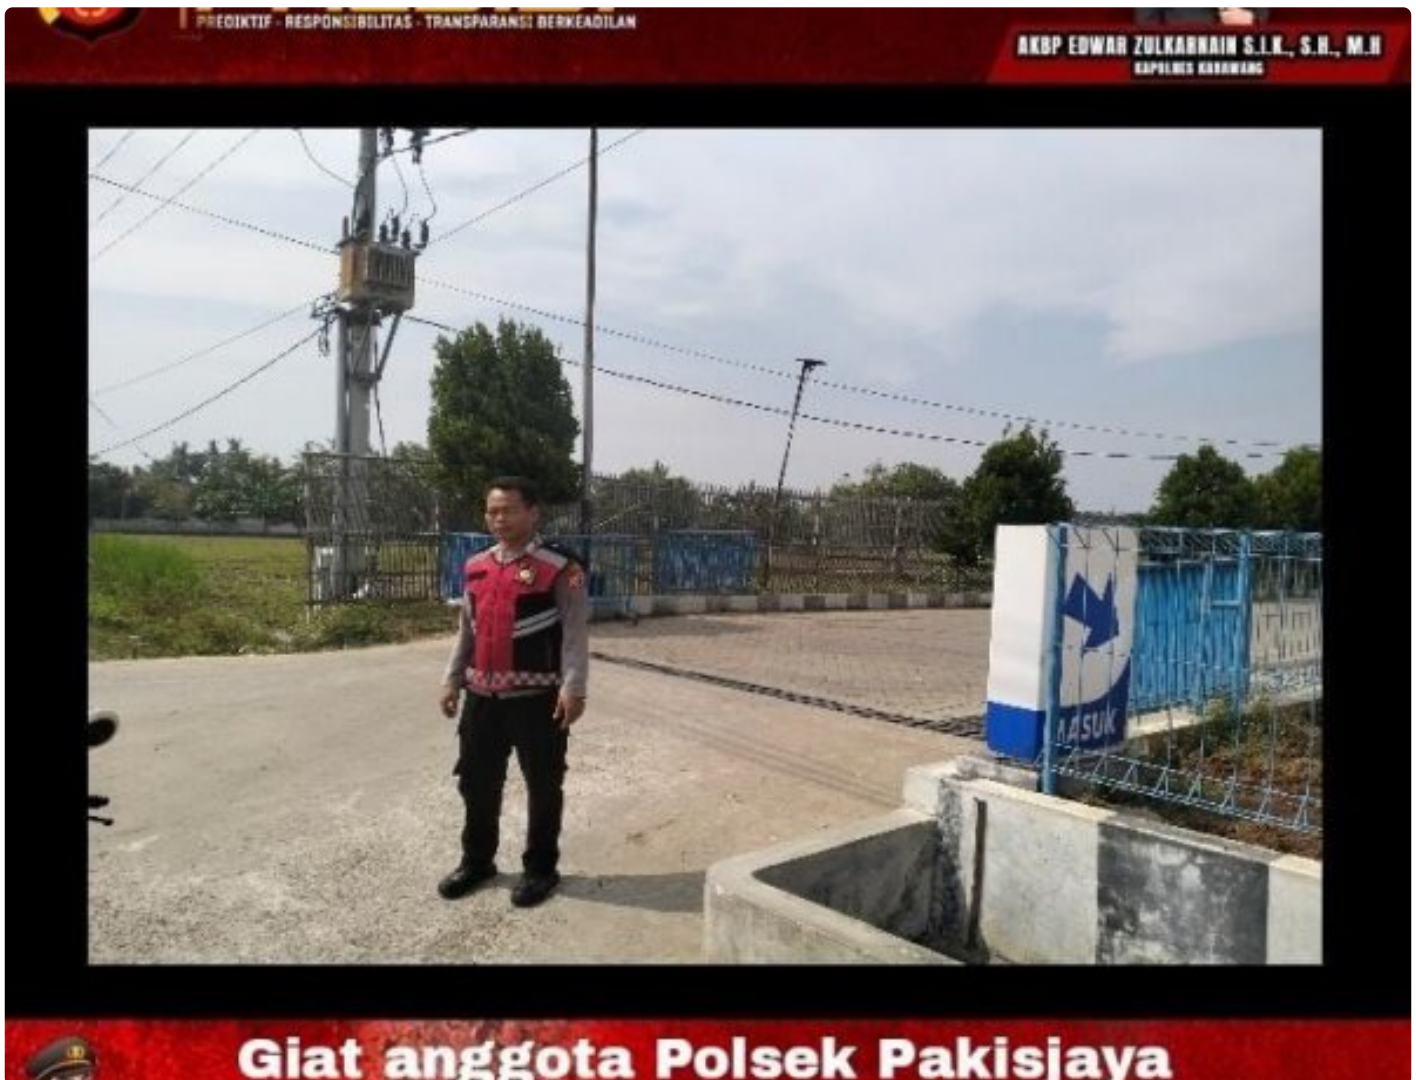 PREDIKTIF - RESPONSIBILITAS - TRANSPARANSI BERKEADILAN
AKBP EDWAR ZULKARNAIN S.I.K., S.H., M.H
KAPOLRES KARAWANG
MASUK
Giat anggota Polsek Pakisjaya